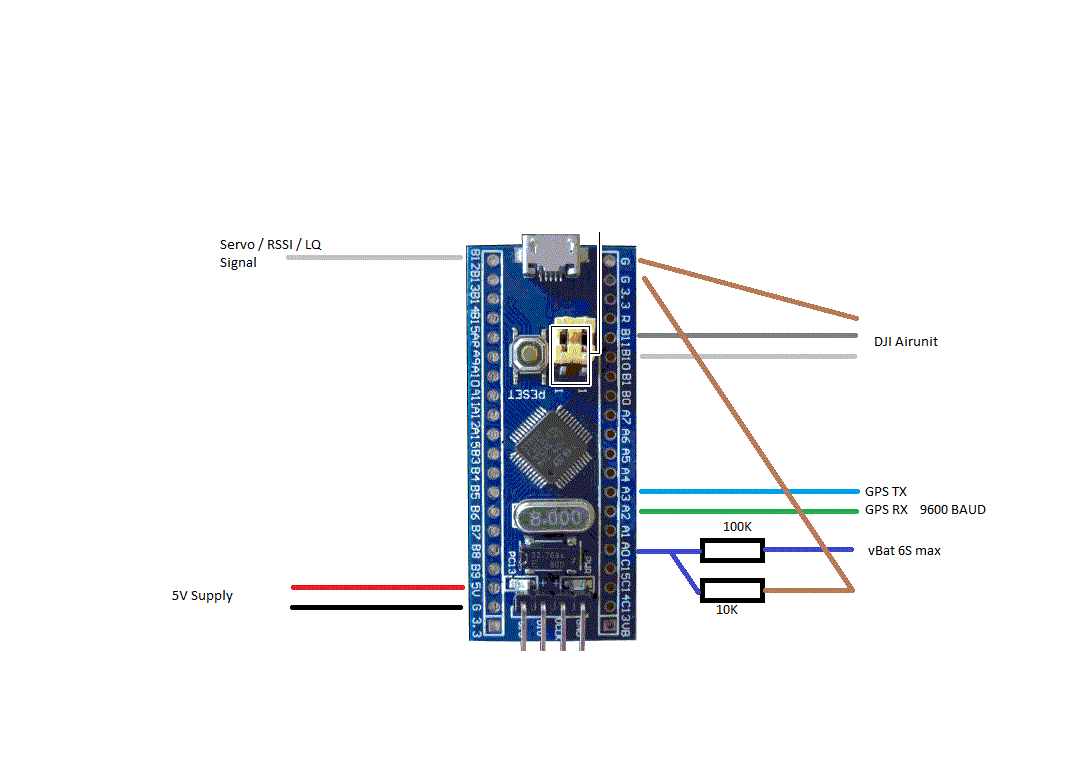 Servo / RSSI / LQ
Signal
5V Supply
B12
B13
B14
B15
A8
A9
A10
A11
A12
A15
B3
B4
B5
B6
B7
B8
B9
5V
G
3.3
RESET
8.000
PC13
PWR
G
G
3.3
R
B11
B10
B1
B0
A7
A6
A5
A4
A3
A2
A1
A0
C15
C14
C13
VB
DJI Airunit
GPS TX
GPS RX 9600 BAUD
100K
vBat 6S max
10K